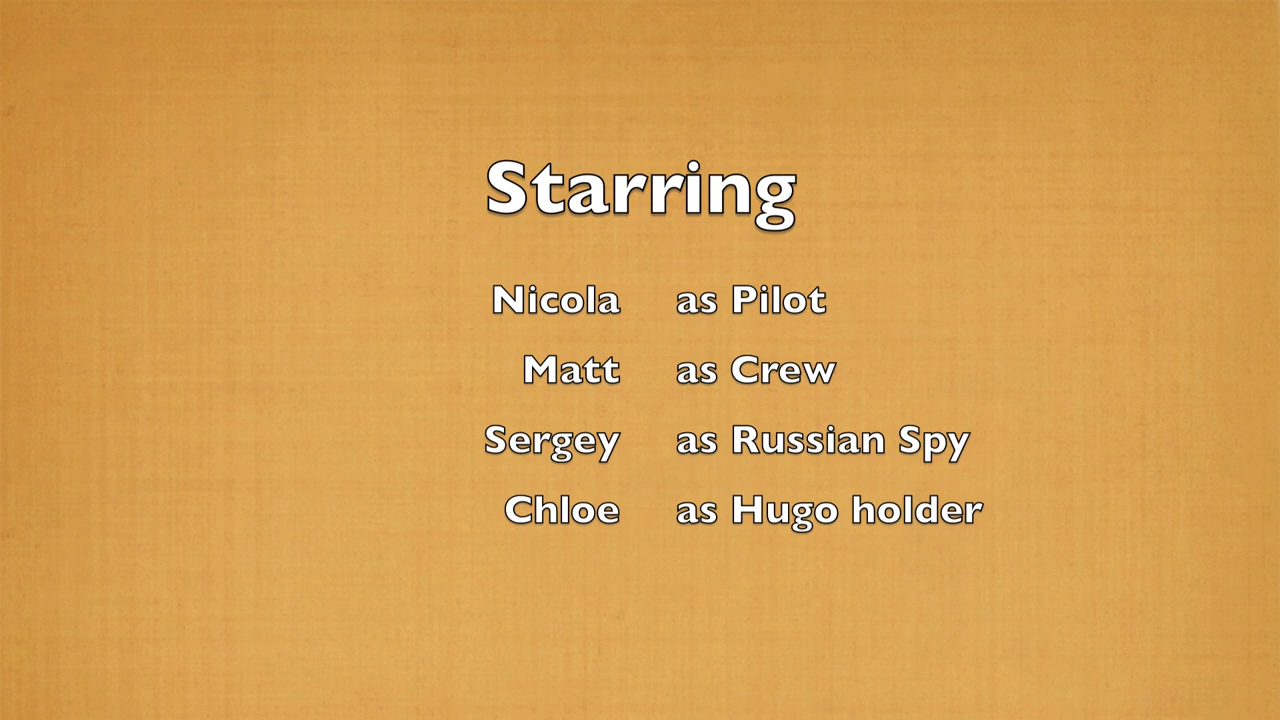 Starring
Nicola as Pilot
Matt as Crew
Sergey as Russian Spy
Chloe as Hugo holder